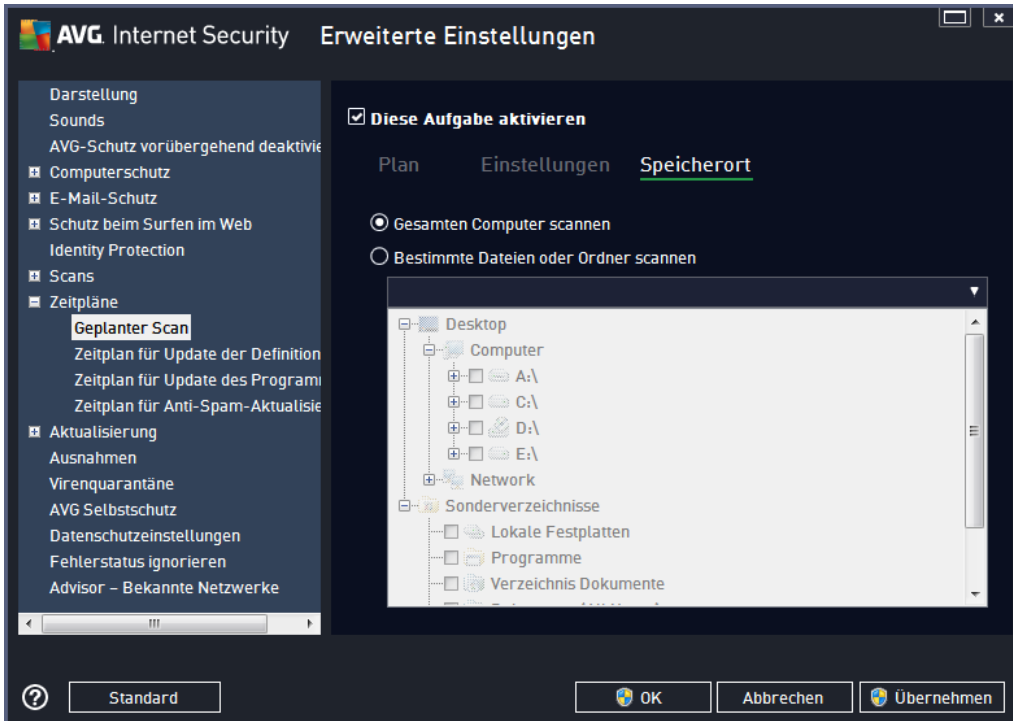 AVG. Internet Security Erweiterte Einstellungen
Darstellung
Sounds
AVG-Schutz vorübergehend deaktivie
Computerschutz
E-Mail-Schutz
Schutz beim Surfen im Web
Identity Protection
Scans
Zeitpläne
Geplanter Scan
Zeitplan für Update der Definition
Zeitplan für Update des Program
Zeitplan für Anti-Spam-Aktualisie
Aktualisierung
Ausnahmen
Virenquarantäne
AVG Selbstschutz
Datenschutzeinstellungen
Fehlerstatus ignorieren
Advisor – Bekannte Netzwerke
Diese Aufgabe aktivieren
Plan Einstellungen Speicherort
Gesamten Computer scannen
Bestimmte Dateien oder Ordner scannen
Desktop
Computer
A:\
C:\
D:\
E:\
Network
Sonderverzeichnisse
Lokale Festplatten
Programme
Verzeichnis Dokumente
Standard OK Abbrechen Übernehmen